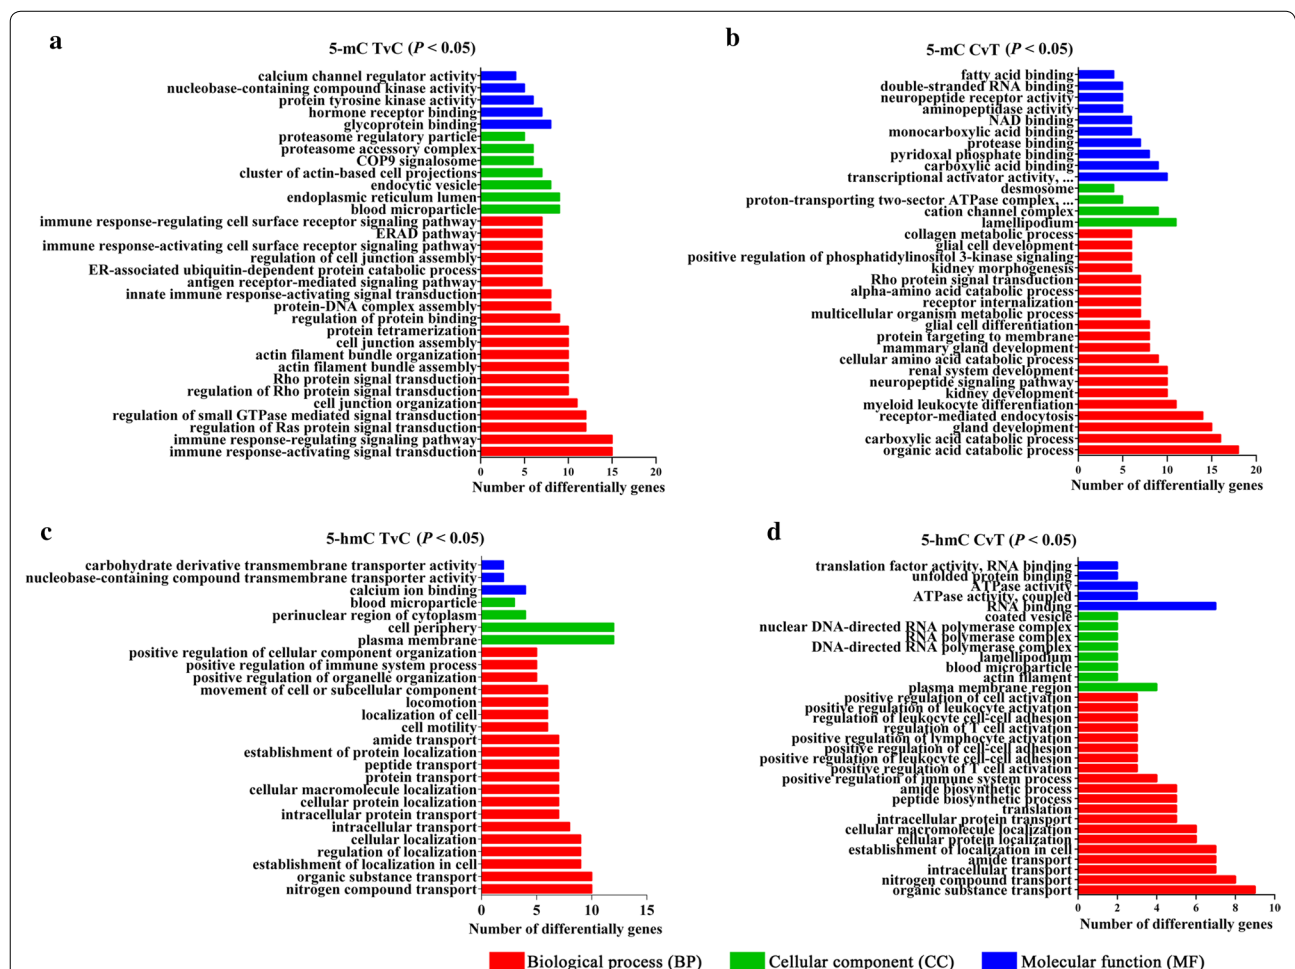 a
5-mC TvC (P < 0.05)
calcium channel regulator activity
nucleobase-containing compound kinase activity
protein tyrosine kinase activity
hormone receptor binding
glycoprotein binding
proteasome regulatory particle
proteasome accessory complex
COP9 signalosome
cluster of actin-based cell projections
endocytic vesicle
endoplasmic reticulum lumen
blood microparticle
immune response-regulating cell surface receptor signaling pathway
ERAD pathway
immune response-activating cell surface receptor signaling pathway
regulation of cell junction assembly
ER-associated ubiquitin-dependent protein catabolic process
antigen receptor-mediated signaling pathway
innate immune response-activating signal transduction
protein-DNA complex assembly
regulation of protein binding
protein tetramerization
cell junction assembly
actin filament bundle organization
actin filament bundle assembly
Rho protein signal transduction
regulation of Rho protein signal transduction
cell junction organization
regulation of small GTPase mediated signal transduction
regulation of Ras protein signal transduction
immune response-regulating signaling pathway
immune response-activating signal transduction
0 5 10 15 20
Number of differentially genes
b
5-mC CvT (P < 0.05)
fatty acid binding
double-stranded RNA binding
neuropeptide receptor activity
aminopeptidase activity
NAD binding
monocarboxylic acid binding
protease binding
pyridoxal phosphate binding
carboxylic acid binding
transcriptional activator activity, ...
desmosome
proton-transporting two-sector ATPase complex, ...
cation channel complex
lamellipodium
collagen metabolic process
glial cell development
positive regulation of phosphatidylinositol 3-kinase signaling
kidney morphogenesis
Rho protein signal transduction
alpha-amino acid catabolic process
receptor internalization
multicellular organism metabolic process
glial cell differentiation
protein targeting to membrane
mammary gland development
cellular amino acid catabolic process
renal system development
neuropeptide signaling pathway
kidney development
myeloid leukocyte differentiation
receptor-mediated endocytosis
gland development
carboxylic acid catabolic process
organic acid catabolic process
0 5 10 15 20
Number of differentially genes
c
5-hmC TvC (P < 0.05)
carbohydrate derivative transmembrane transporter activity
nucleobase-containing compound transmembrane transporter activity
calcium ion binding
blood microparticle
perinuclear region of cytoplasm
cell periphery
plasma membrane
positive regulation of cellular component organization
positive regulation of immune system process
positive regulation of organelle organization
movement of cell or subcellular component
locomotion
localization of cell
cell motility
amide transport
establishment of protein localization
peptide transport
protein transport
cellular macromolecule localization
cellular protein localization
intracellular protein transport
intracellular transport
cellular localization
regulation of localization
establishment of localization in cell
organic substance transport
nitrogen compound transport
0 5 10 15
Number of differentially genes
d
5-hmC CvT (P < 0.05)
translation factor activity, RNA binding
unfolded protein binding
ATPase activity
ATPase activity, coupled
RNA binding
coated vesicle
nuclear DNA-directed RNA polymerase complex
RNA polymerase complex
DNA-directed RNA polymerase complex
lamellipodium
blood microparticle
actin filament
plasma membrane region
positive regulation of cell activation
positive regulation of leukocyte activation
regulation of leukocyte cell-cell adhesion
regulation of T cell activation
positive regulation of lymphocyte activation
positive regulation of cell-cell adhesion
positive regulation of leukocyte cell-cell adhesion
positive regulation of T cell activation
positive regulation of immune system process
amide biosynthetic process
peptide biosynthetic process
translation
intracellular protein transport
cellular macromolecule localization
cellular protein localization
establishment of localization in cell
amide transport
intracellular transport
nitrogen compound transport
organic substance transport
0 2 4 6 8 10
Number of differentially genes
Biological process (BP) Cellular component (CC) Molecular function (MF)